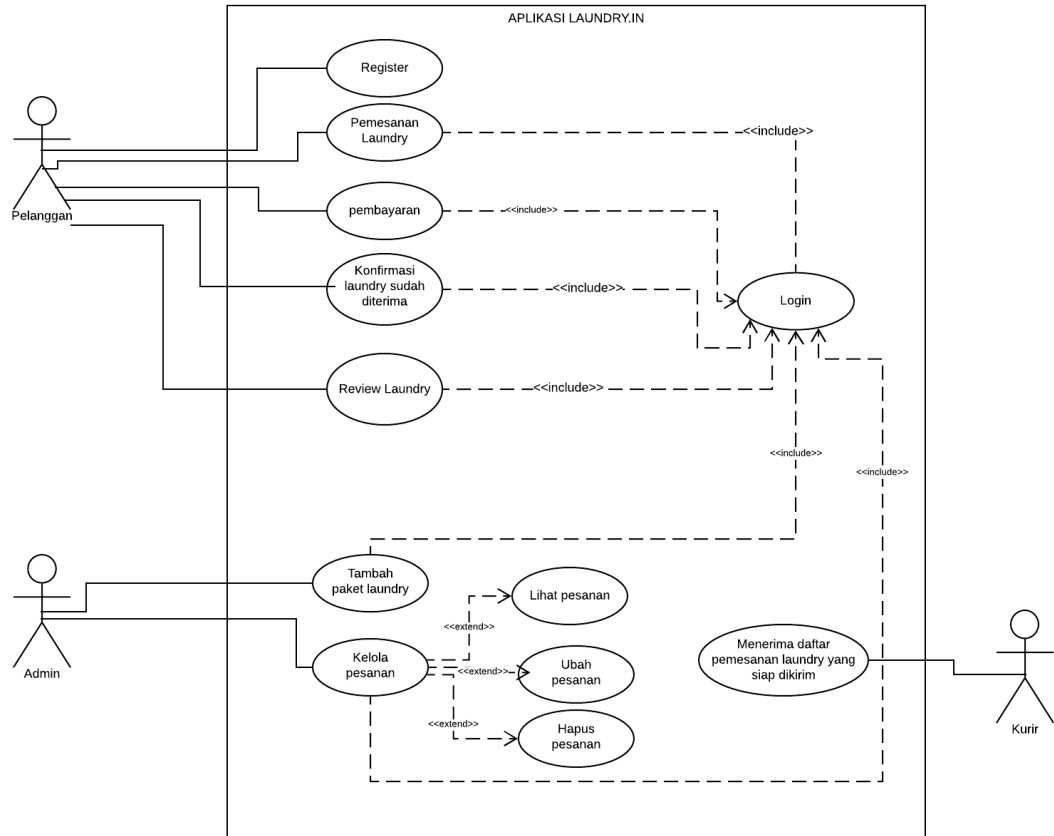 APLIKASI LAUNDRY.IN
Register
Pemesanan
Laundry
<<include>>
Pelanggan
pembayaran
<<include>>
Konfirmasi
laundry sudah
diterima
<<include>>
Login
Review Laundry
<<include>>
<<include>>
<<include>>
Admin
Tambah
paket laundry
Lihat pesanan
<<extend>>
Kelola
pesanan
<<extend>>
Ubah
pesanan
<<extend>>
Hapus
pesanan
Menerima daftar
pemesanan laundry yang
siap dikirim
Kurir